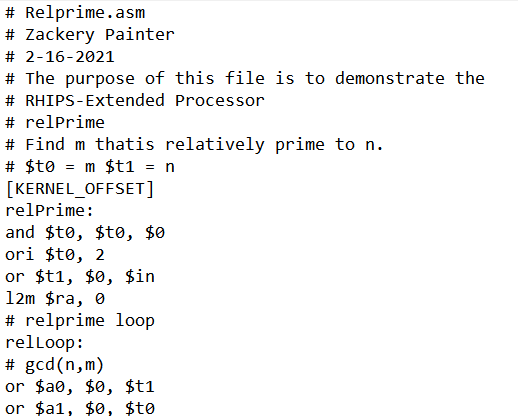 # Relprime.asm
# Zackery Painter
# 2-16-2021
# The purpose of this file is to demonstrate the
# RHIPS-Extended Processor
# relPrime
# Find m thatis relatively prime to n.
# $t0 = m $t1 = n
[KERNEL_OFFSET]
relPrime:
and $t0, $t0, $0
ori $t0, 2
or $t1, $0, $in
l2m $ra, 0
# relprime loop
relLoop:
# gcd(n,m)
or $a0, $0, $t1
or $a1, $0, $t0